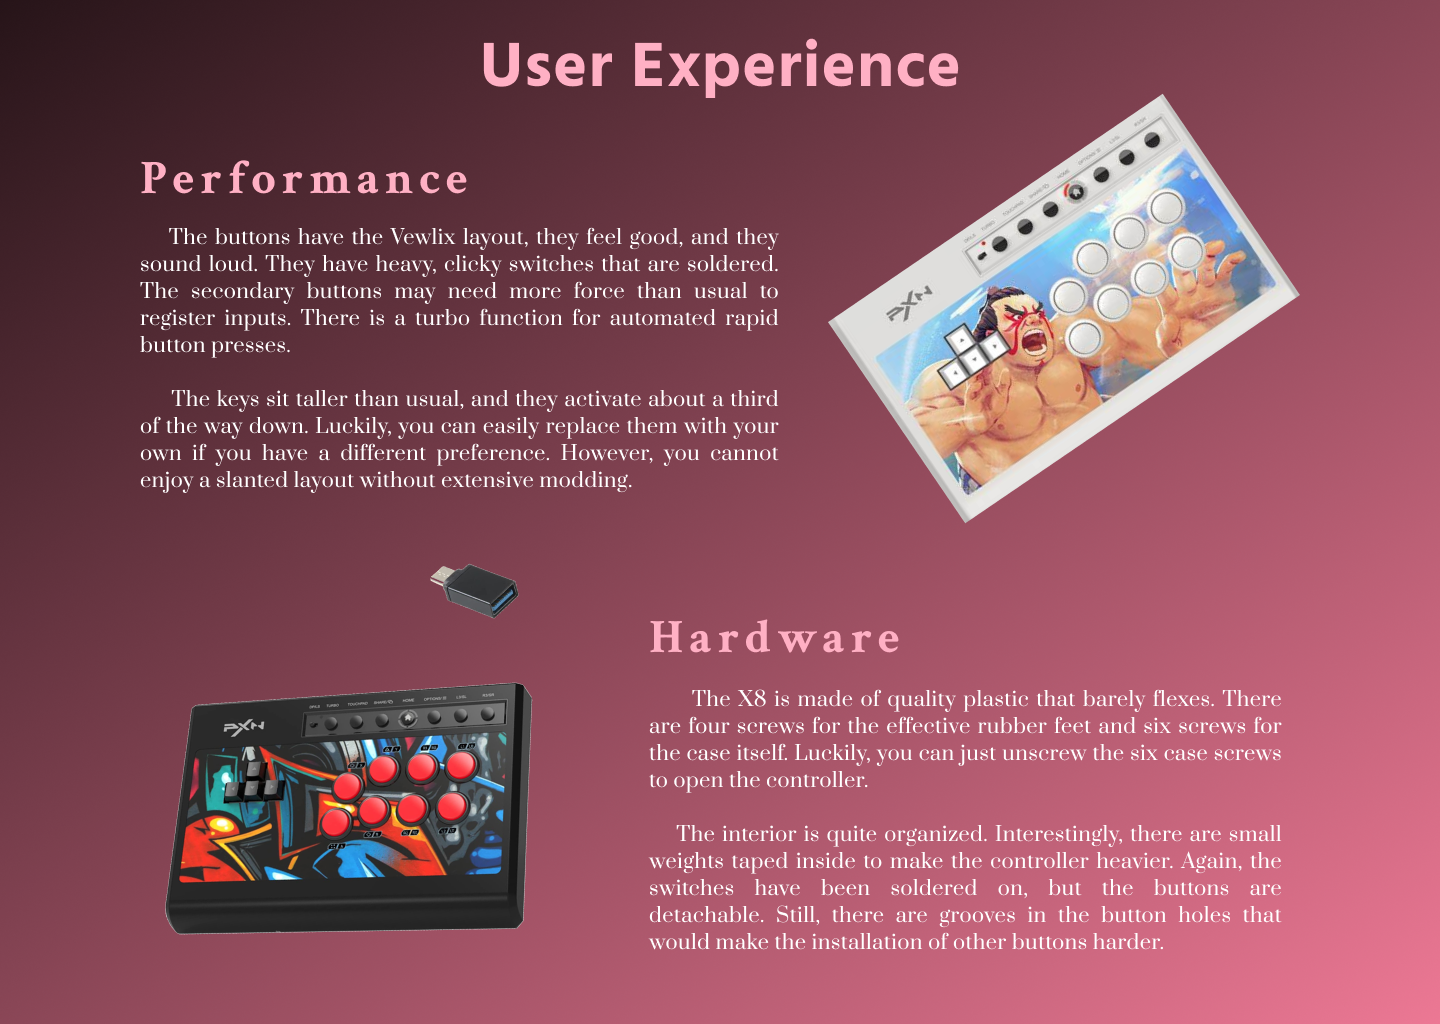 User Experience
Performance
The buttons have the Vewlix layout, they feel good, and they
sound loud. They have heavy, clicky switches that are soldered.
The secondary buttons may need more force than usual to
register inputs. There is a turbo function for automated rapid
button presses.
The keys sit taller than usual, and they activate about a third
of the way down. Luckily, you can easily replace them with your
own if you have a different preference. However, you cannot
enjoy a slanted layout without extensive modding.
PXN
TURBO
TOUCHPAD
HOME
Hardware
The X8 is made of quality plastic that barely flexes. There
are four screws for the effective rubber feet and six screws for
the case itself. Luckily, you can just unscrew the six case screws
to open the controller.
The interior is quite organized. Interestingly, there are small
weights taped inside to make the controller heavier. Again, the
switches have been soldered on, but the buttons are
detachable. Still, there are grooves in the button holes that
would make the installation of other buttons harder.
PXN
TURBO
TOUCHPAD
HOME